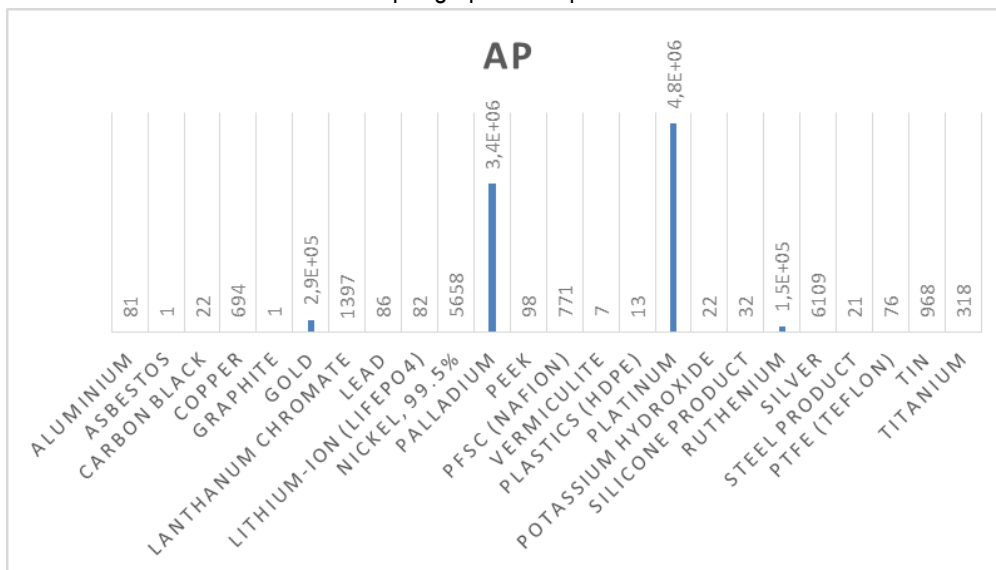 AP
81
1
22
694
1
2,9E+05
1397
86
82
5658
3,4E+06
98
771
7
13
4,8E+06
22
32
1,5E+05
6109
21
76
968
318
ALUMINIUM
ASBESTOS
CARBON BLACK
COPPER
GRAPHITE
GOLD
LANTHANUM CHROMATE
LEAD
LITHIUM-ION (LIFEPO4)
NICKEL, 99.5%
PALLADIUM
PEEK
PFSC (NAFION)
VERMICULITE
PLASTICS (HDPE)
PLATINUM
POTASSIUM HYDROXIDE
SILICONE PRODUCT
RUTHENIUM
SILVER
STEEL PRODUCT
PTFE (TEFLON)
TIN
TITANIUM